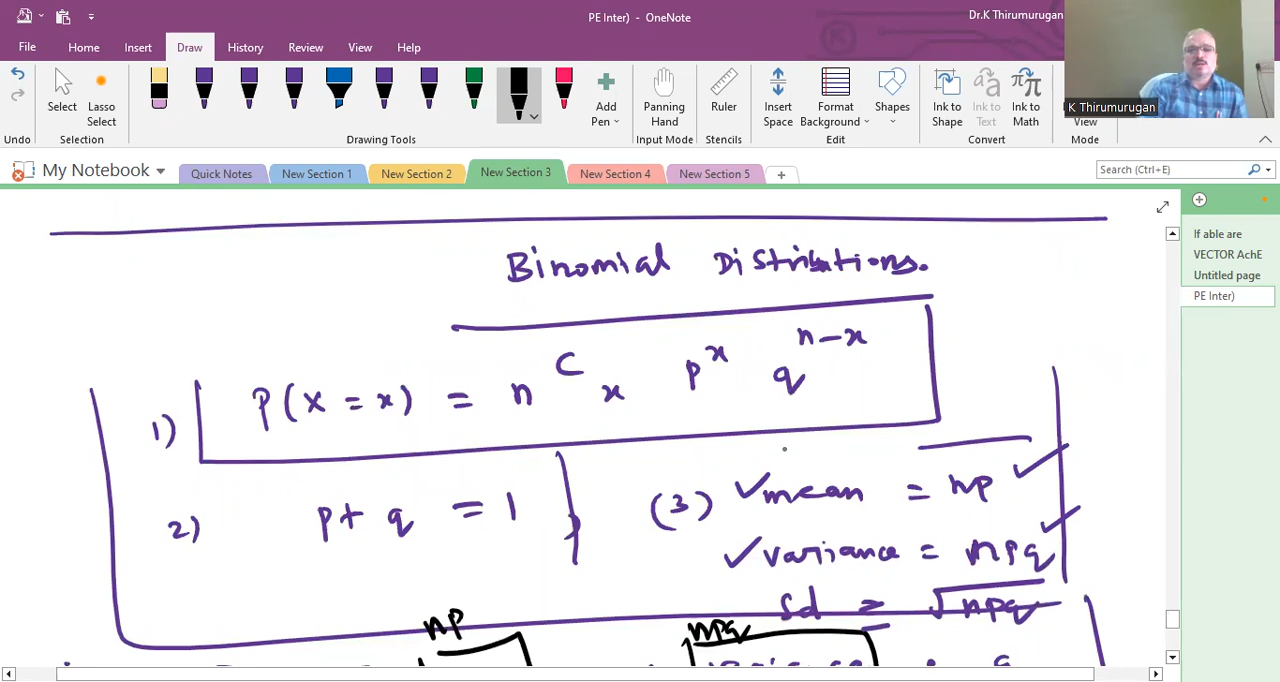 PE Inter) - OneNote
Dr.K Thirumurugan
File Home Insert Draw History Review View Help
K Thirumurugan
Select Lasso Select
Add Pen
Panning Hand
Ruler
Insert Space
Format Background
Shapes
Ink to Shape
Ink to Text
Ink to Math
View
Undo Selection Drawing Tools Input Mode Stencils Edit Convert Mode
My Notebook Quick Notes New Section 1 New Section 2 New Section 3 New Section 4 New Section 5 +
Search (Ctrl+E)
If able are
VECTOR AchE
Untitled page
PE Inter)
Binomial Distributions.
1) P(X = x) = n C x p^x q^n-x
2) p + q = 1
(3) ✓mean = np ✓
✓variance = npq ✓
sd = √npq
np
npq